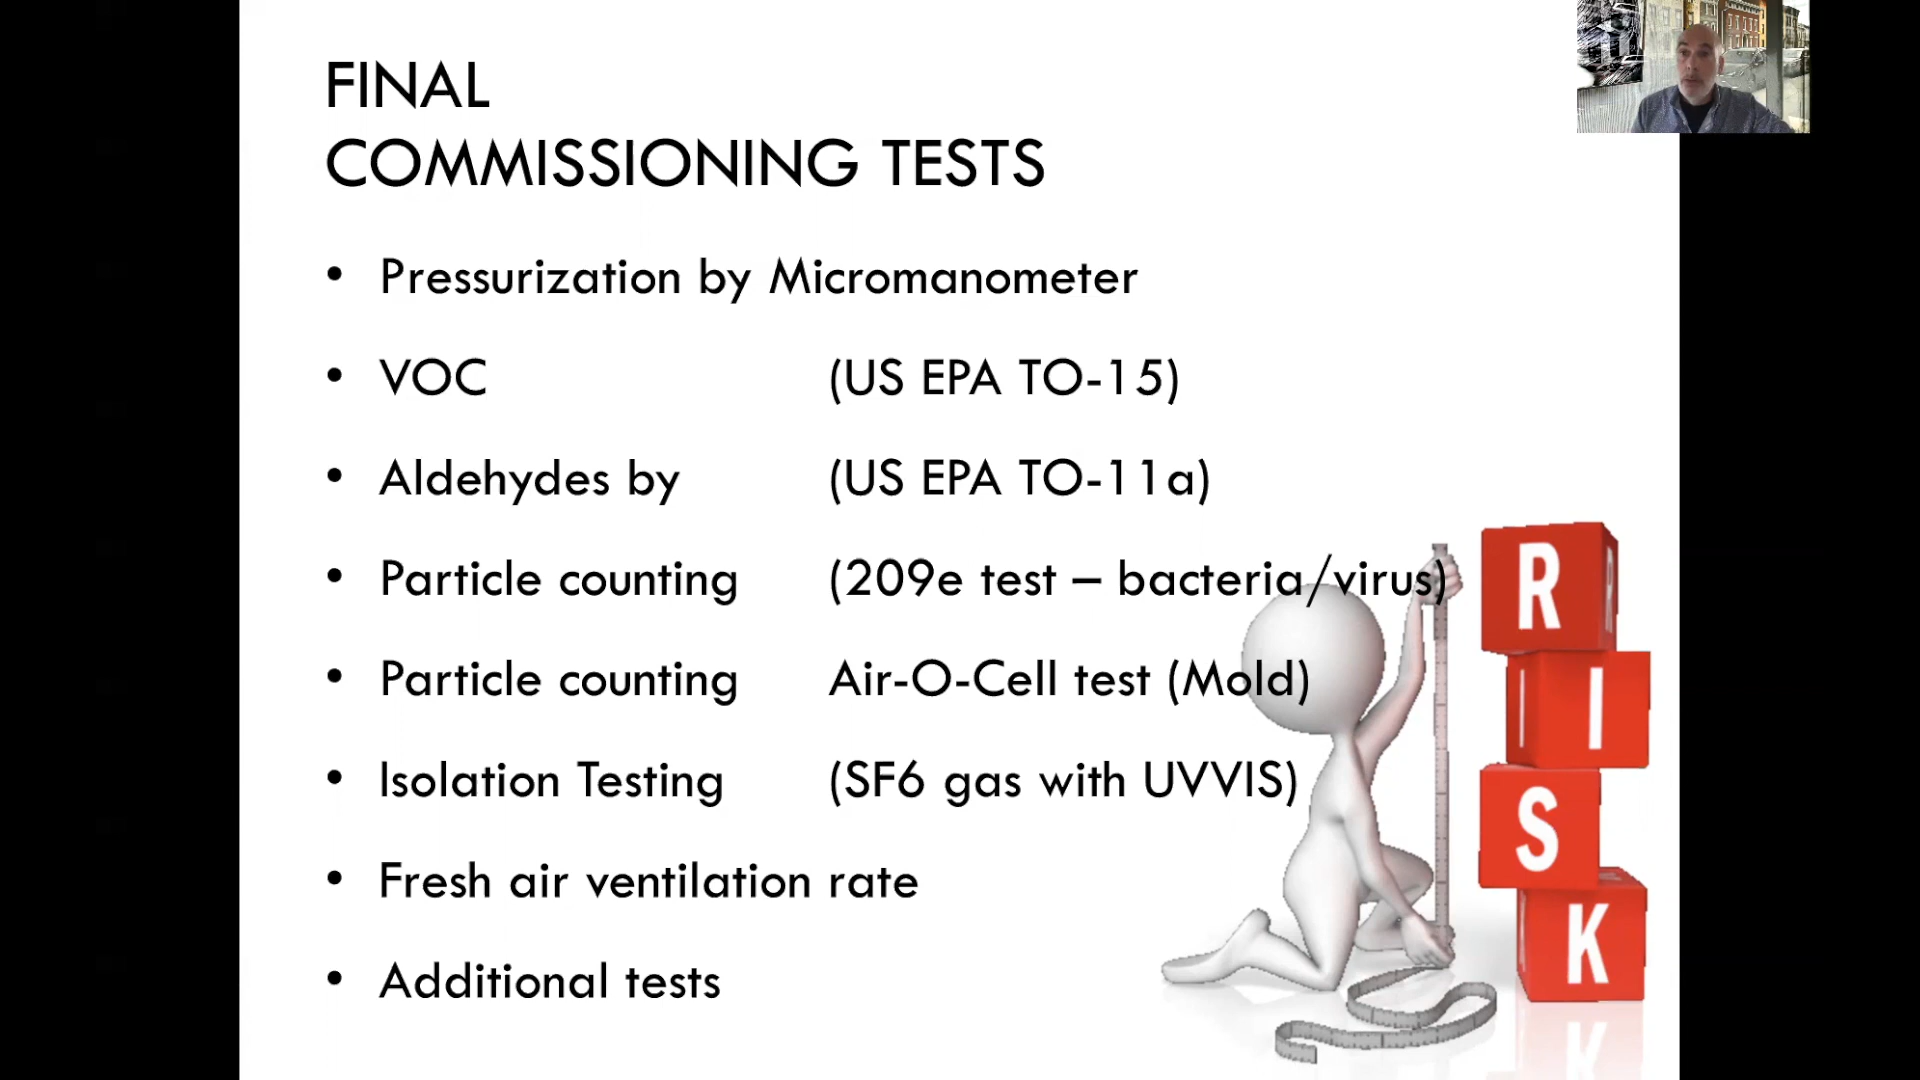 FINAL
COMMISSIONING TESTS
• Pressurization by Micromanometer
• VOC (US EPA TO-15)
• Aldehydes by (US EPA TO-11a)
• Particle counting (209e test – bacteria/virus)
• Particle counting Air-O-Cell test (Mold)
• Isolation Testing (SF6 gas with UVVIS)
• Fresh air ventilation rate
• Additional tests
R
I
S
K